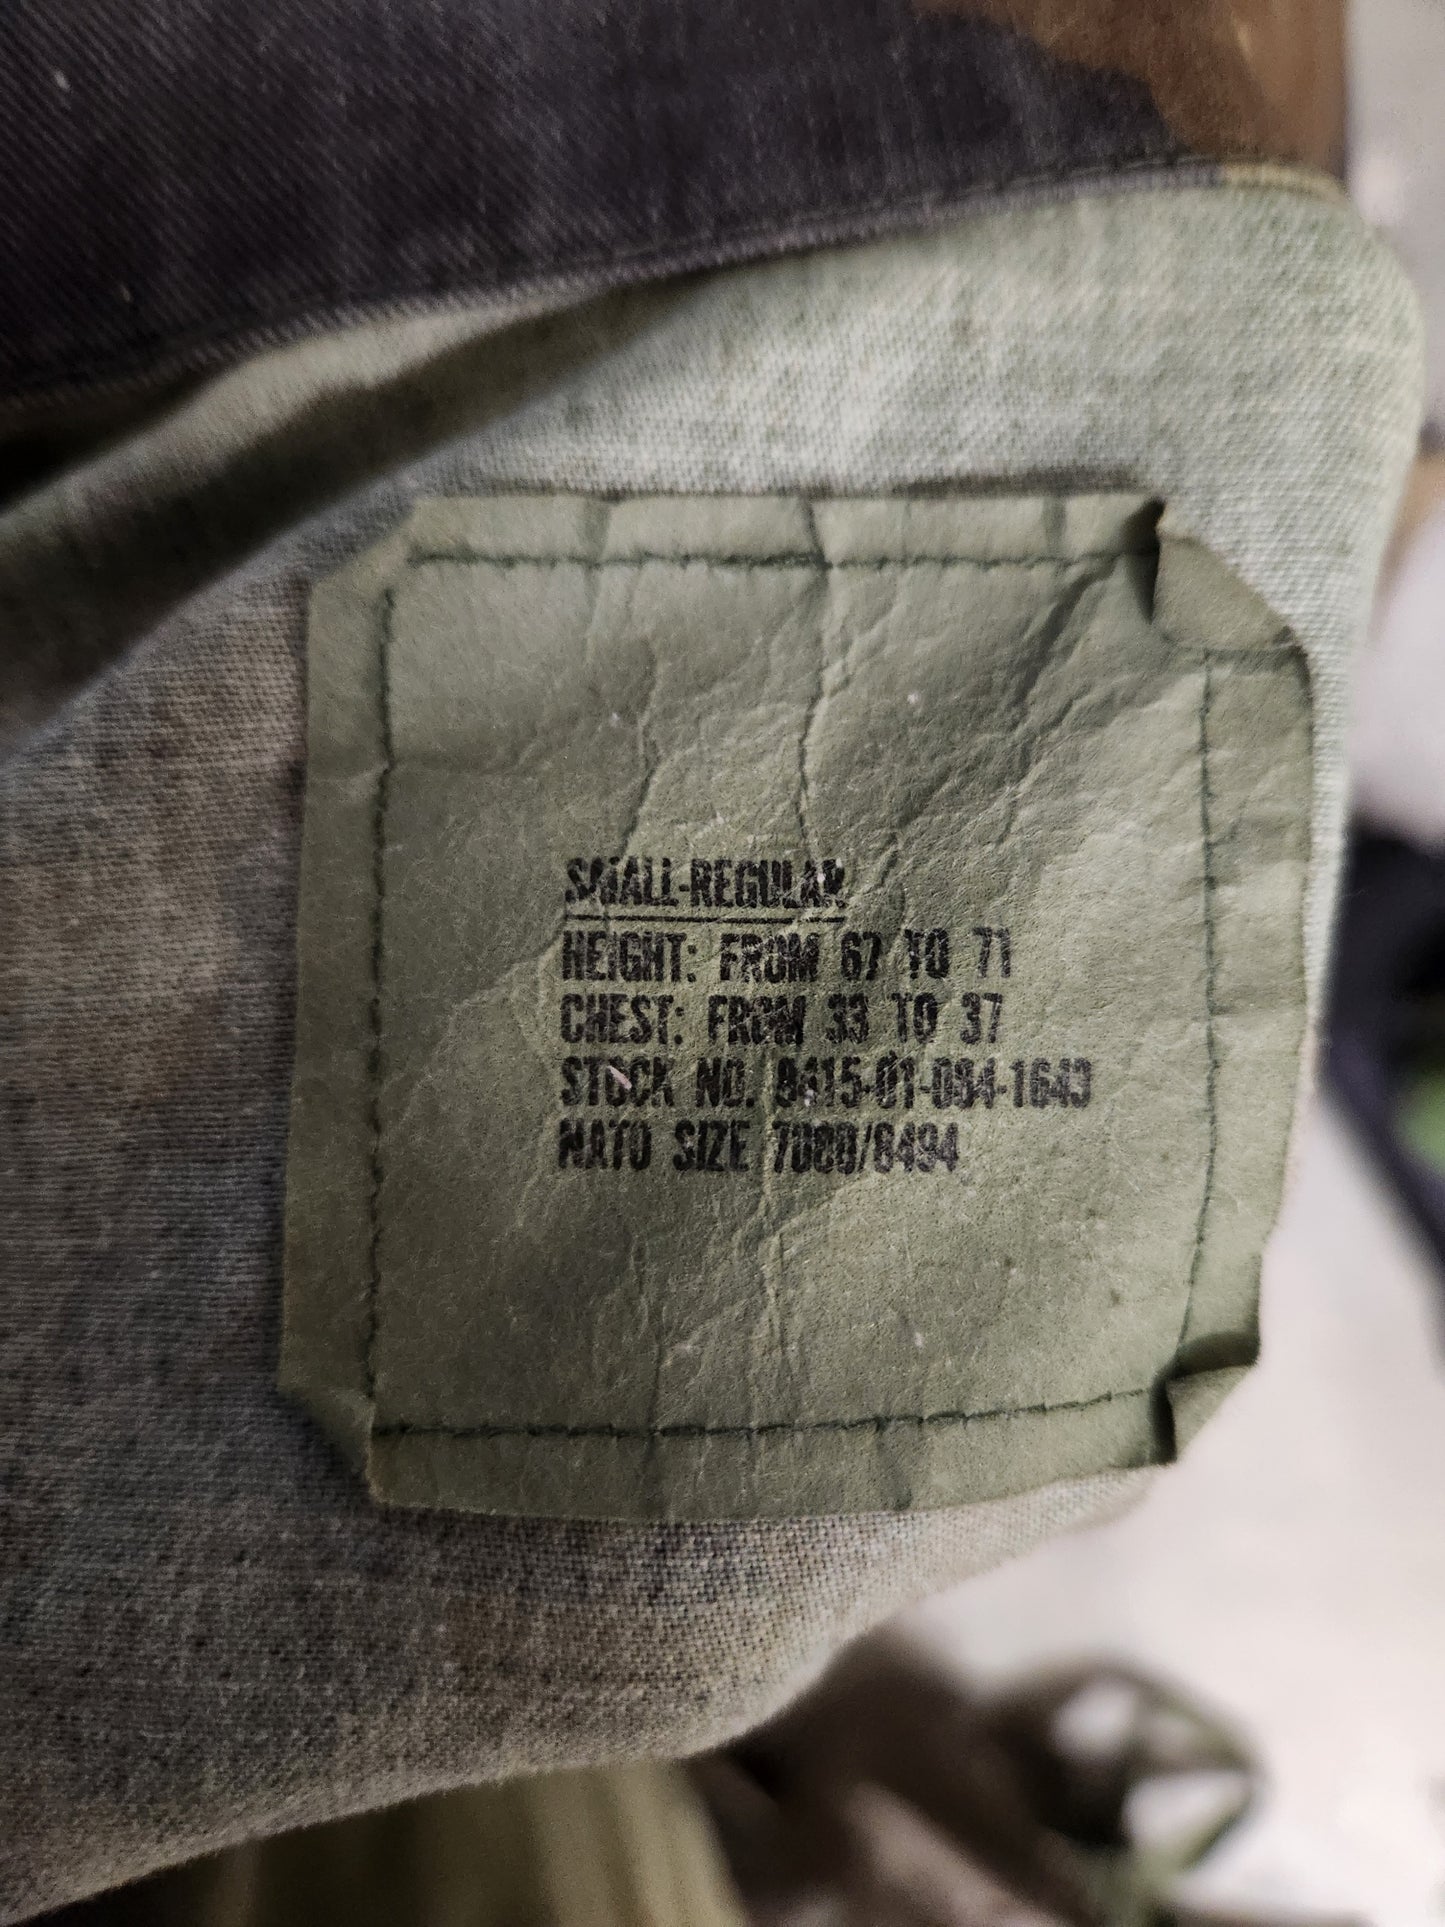 SMALL-REGULAR
HEIGHT: FROM 67 TO 71
CHEST: FROM 33 TO 37
STOCK NO. 8415-01-084-1643
NATO SIZE 7080/8494